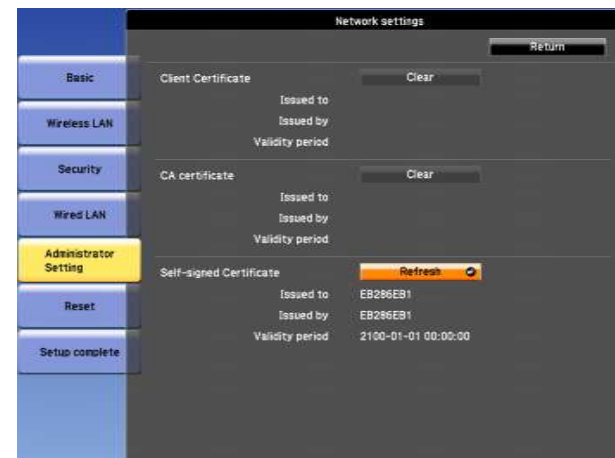 Network settings
Return
Basic
Wireless LAN
Security
Wired LAN
Administrator
Setting
Reset
Setup complete
Client Certificate Clear
Issued to
Issued by
Validity period
CA certificate Clear
Issued to
Issued by
Validity period
Self-signed Certificate Refresh
Issued to EB286EB1
Issued by EB286EB1
Validity period 2100-01-01 00:00:00